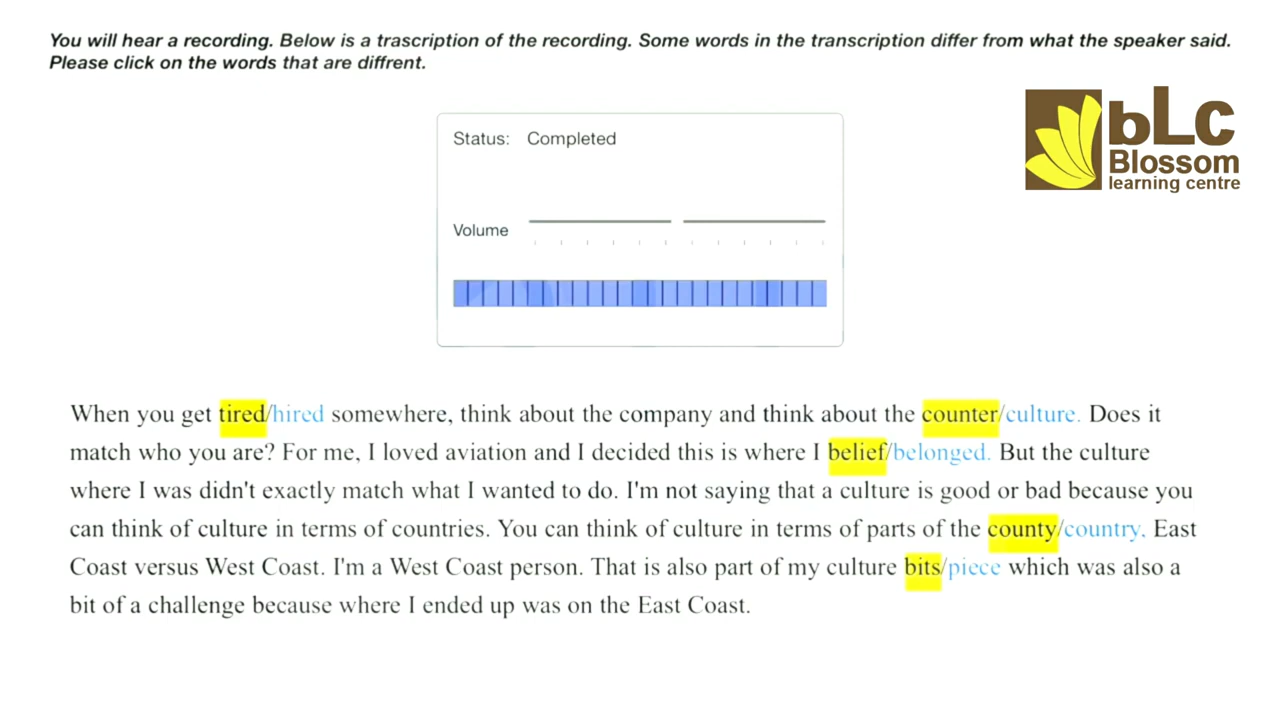 You will hear a recording. Below is a trascription of the recording. Some words in the transcription differ from what the speaker said.
Please click on the words that are diffrent.
bLc
Blossom
learning centre
Status: Completed
Volume
When you get tired/hired somewhere, think about the company and think about the counter/culture. Does it
match who you are? For me, I loved aviation and I decided this is where I belief/belonged. But the culture
where I was didn't exactly match what I wanted to do. I'm not saying that a culture is good or bad because you
can think of culture in terms of countries. You can think of culture in terms of parts of the county/country. East
Coast versus West Coast. I'm a West Coast person. That is also part of my culture bits/piece which was also a
bit of a challenge because where I ended up was on the East Coast.